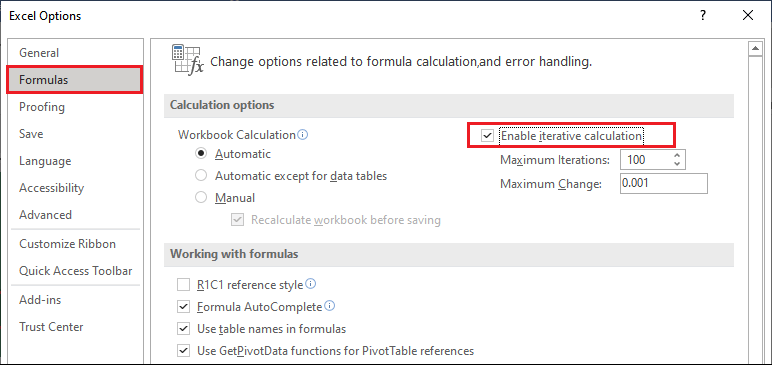 Excel Options ? ×
General
Formulas
Proofing
Save
Language
Accessibility
Advanced
Customize Ribbon
Quick Access Toolbar
Add-ins
Trust Center
Change options related to formula calculation,and error handling.
Calculation options
Workbook Calculation
Automatic
Automatic except for data tables
Manual
Recalculate workbook before saving
Enable iterative calculation
Maximum Iterations: 100
Maximum Change: 0.001
Working with formulas
R1C1 reference style
Formula AutoComplete
Use table names in formulas
Use GetPivotData functions for PivotTable references